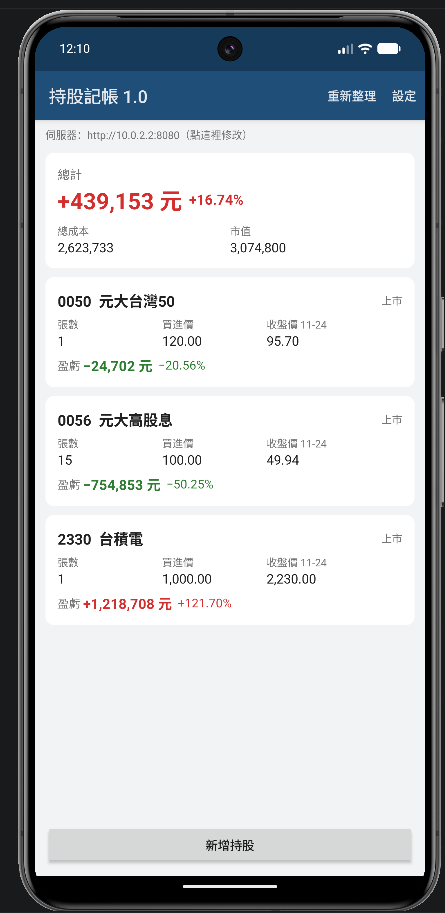 12:10
持股記帳 1.0 重新整理 設定
伺服器：http://10.0.2.2:8080（點這裡修改）
總計
+439,153 元 +16.74%
總成本 市值
2,623,733 3,074,800
0050 元大台灣50 上市
張數 買進價 收盤價 11-24
1 120.00 95.70
盈虧 −24,702 元 −20.56%
0056 元大高股息 上市
張數 買進價 收盤價 11-24
15 100.00 49.94
盈虧 −754,853 元 −50.25%
2330 台積電 上市
張數 買進價 收盤價 11-24
1 1,000.00 2,230.00
盈虧 +1,218,708 元 +121.70%
新增持股